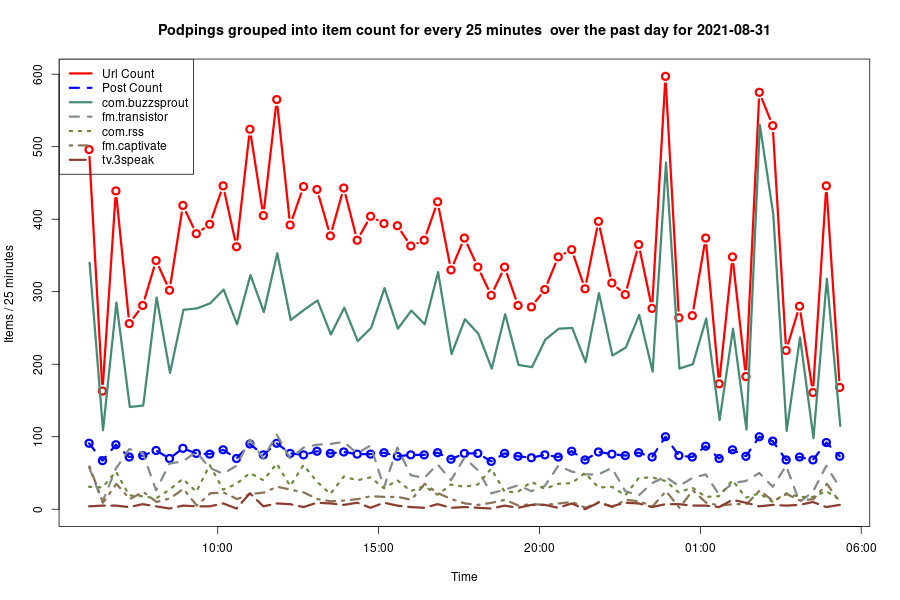 Podpings grouped into item count for every 25 minutes  over the past day for 2021-08-31
Url Count
Post Count
com.buzzsprout
fm.transistor
com.rss
fm.captivate
tv.3speak
Items / 25 minutes
600
500
400
300
200
100
0
10:00
15:00
20:00
01:00
06:00
Time